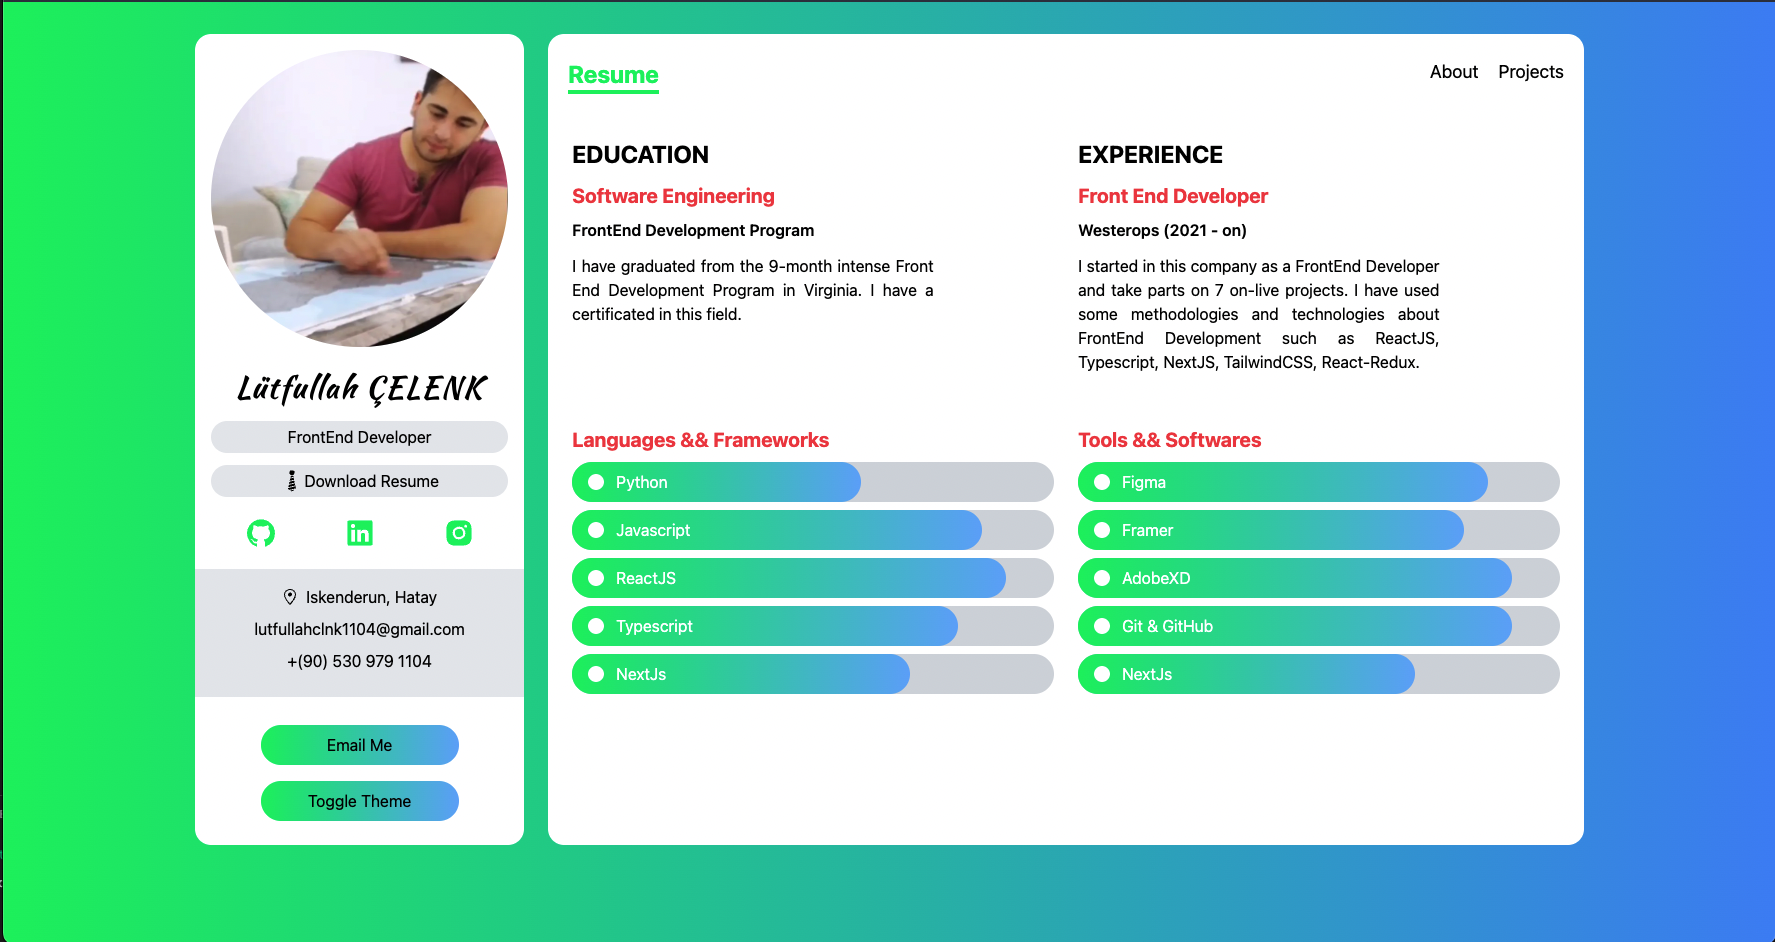 Lütfullah ÇELENK
FrontEnd Developer
Download Resume
Iskenderun, Hatay
lutfullahclnk1104@gmail.com
+(90) 530 979 1104
Email Me
Toggle Theme
Resume
About
Projects
EDUCATION
Software Engineering
FrontEnd Development Program
I have graduated from the 9-month intense Front
End Development Program in Virginia. I have a
certificated in this field.
EXPERIENCE
Front End Developer
Westerops (2021 - on)
I started in this company as a FrontEnd Developer
and take parts on 7 on-live projects. I have used
some methodologies and technologies about
FrontEnd Development such as ReactJS,
Typescript, NextJS, TailwindCSS, React-Redux.
Languages && Frameworks
Python
Javascript
ReactJS
Typescript
NextJs
Tools && Softwares
Figma
Framer
AdobeXD
Git & GitHub
NextJs